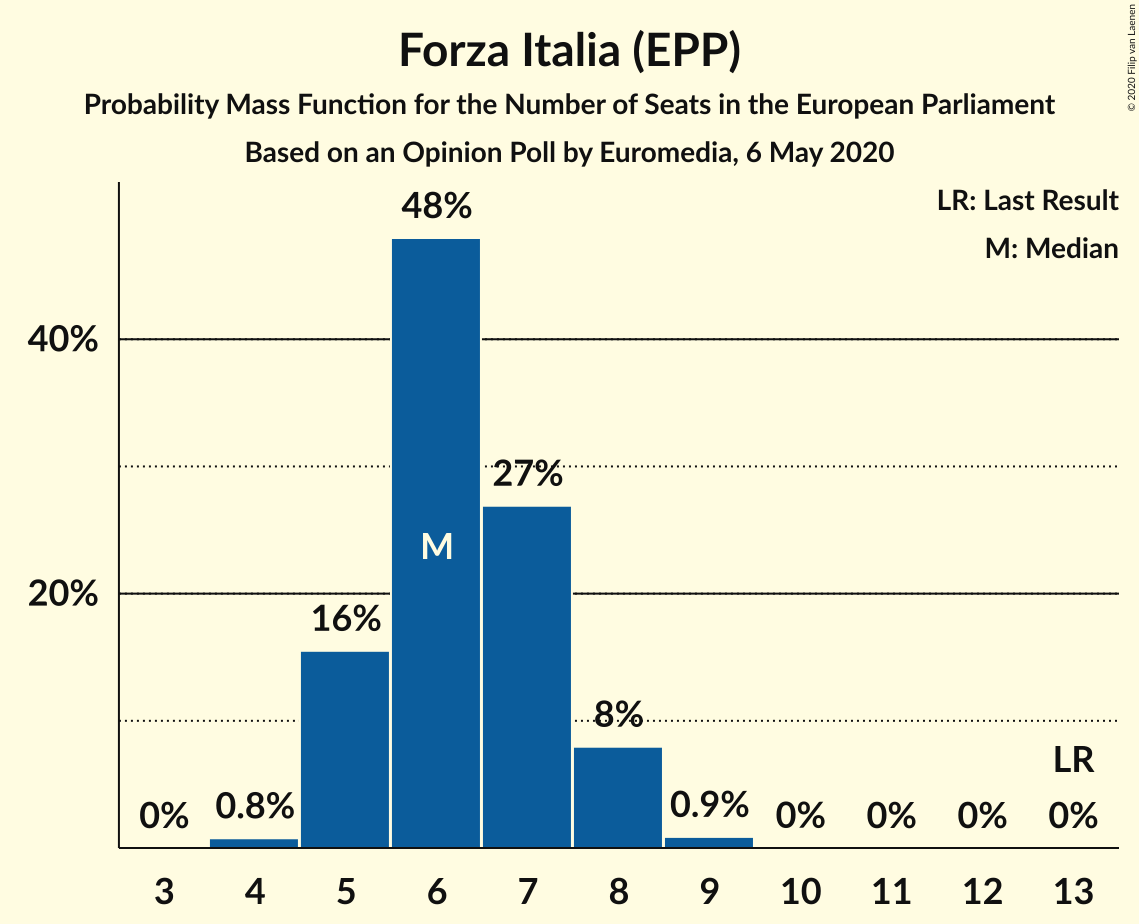 Forza Italia (EPP)
Probability Mass Function for the Number of Seats in the European Parliament
Based on an Opinion Poll by Euromedia, 6 May 2020
© 2020 Filip van Laenen
LR: Last Result
M: Median
48%
40%
27%
M
20%
16%
8%
LR
0%
0.8%
0.9%
0%
0%
0%
0%
3 4 5 6 7 8 9 10 11 12 13